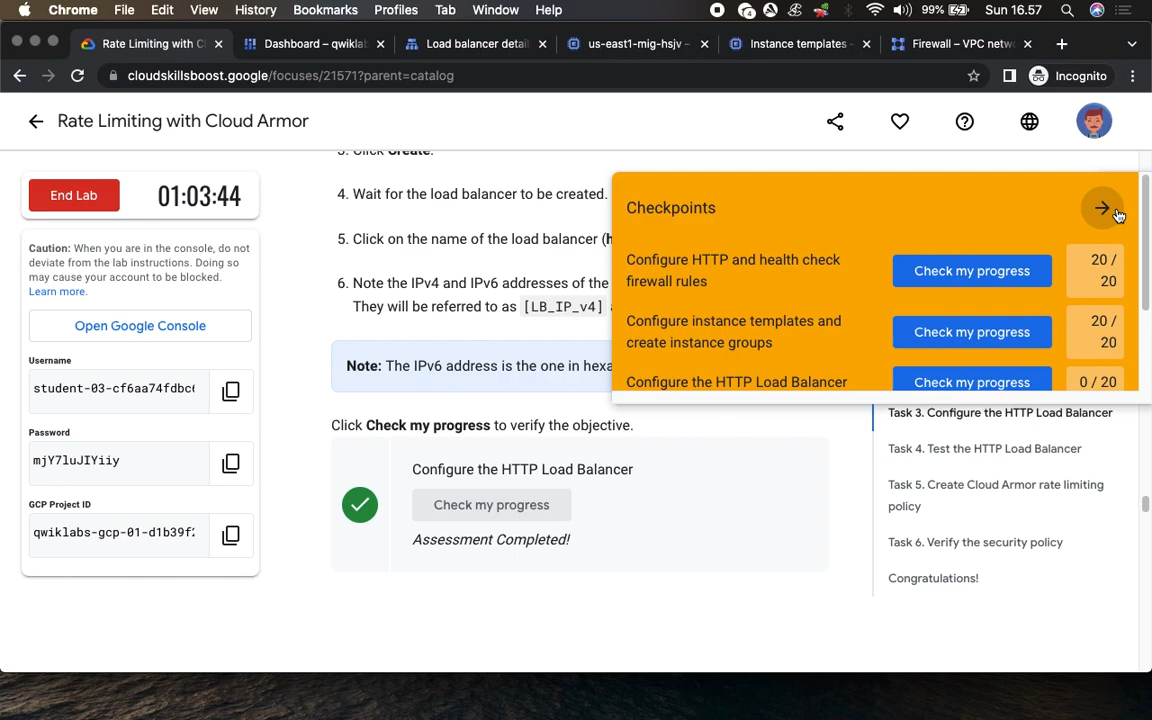 Chrome File Edit View History Bookmarks Profiles Tab Window Help 99% Sun 16.57
Rate Limiting with C Dashboard – qwikla Load balancer detai us-east1-mig-hsjv - Instance templates - Firewall – VPC netw
cloudskillsboost.google/focuses/21571?parent=catalog Incognito
Rate Limiting with Cloud Armor
End Lab 01:03:44
Caution: When you are in the console, do not
deviate from the lab instructions. Doing so
may cause your account to be blocked.
Learn more.
Open Google Console
Username
student-03-cf6aa74fdbc
Password
mjY7luJIYiiy
GCP Project ID
qwiklabs-gcp-01-d1b39f
3. Click Create.
4. Wait for the load balancer to be created.
5. Click on the name of the load balancer (
6. Note the IPv4 and IPv6 addresses of the
They will be referred to as [LB_IP_v4]
Note: The IPv6 address is the one in hexa
Click Check my progress to verify the objective.
Configure the HTTP Load Balancer
Check my progress
Assessment Completed!
Checkpoints
Configure HTTP and health check
firewall rules
Check my progress
20 /
20
Configure instance templates and
create instance groups
Check my progress
20 /
20
Configure the HTTP Load Balancer
Check my progress
0 / 20
Task 3. Configure the HTTP Load Balancer
Task 4. Test the HTTP Load Balancer
Task 5. Create Cloud Armor rate limiting
policy
Task 6. Verify the security policy
Congratulations!